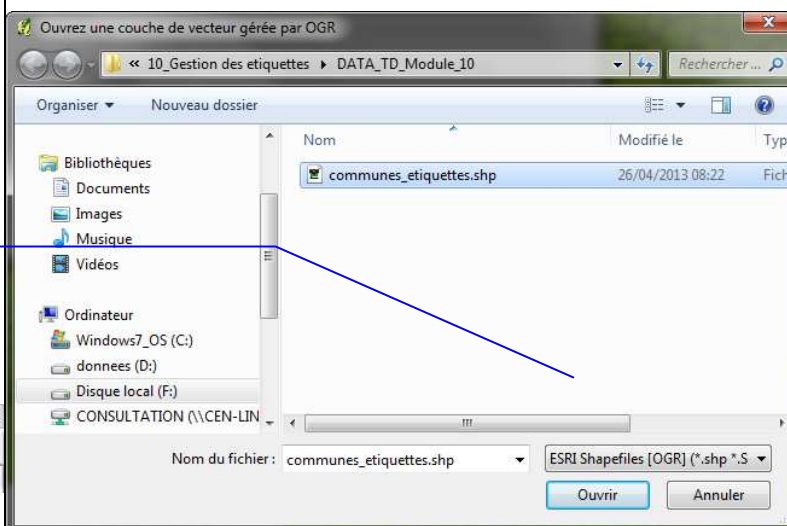 Ouvrez une couche de vecteur gérée par OGR
« 10_Gestion des etiquettes DATA_TD_Module_10
Rechercher ...
Organiser Nouveau dossier
Nom Modifié le Typ
Bibliothèques
communes_etiquettes.shp 26/04/2013 08:22 Fich
Documents
Images
Musique
Vidéos
Ordinateur
Windows7_OS (C:)
donnees (D:)
Disque local (F:)
CONSULTATION (\\CEN-LIN
Nom du fichier : communes_etiquettes.shp ESRI Shapefiles [OGR] (*.shp *.S
Ouvrir Annuler